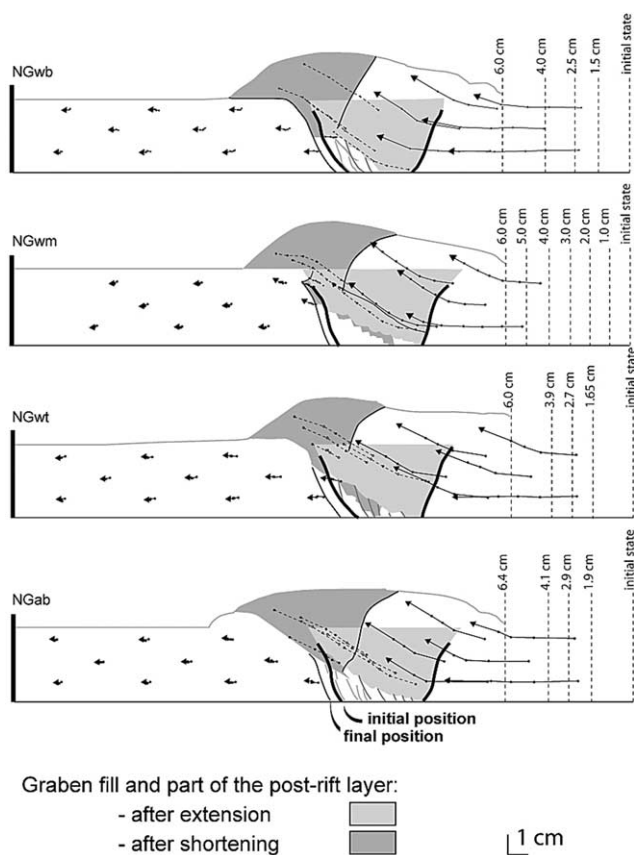 NGwb
6.0 cm
4.0 cm
2.5 cm
1.5 cm
initial state
NGwm
6.0 cm
5.0 cm
4.0 cm
3.0 cm
2.0 cm
1.0 cm
initial state
NGwt
6.0 cm
3.9 cm
2.7 cm
1.65 cm
initial state
NGab
6.4 cm
4.1 cm
2.9 cm
1.9 cm
initial state
initial position
final position
Graben fill and part of the post-rift layer:
- after extension
- after shortening
1 cm